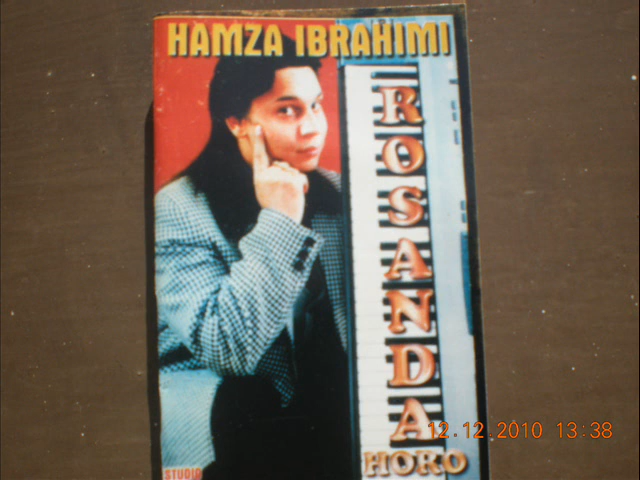 HAMZA IBRAHIMI
ROSANDA
HORO
STUDIO
12.12.2010 13:38